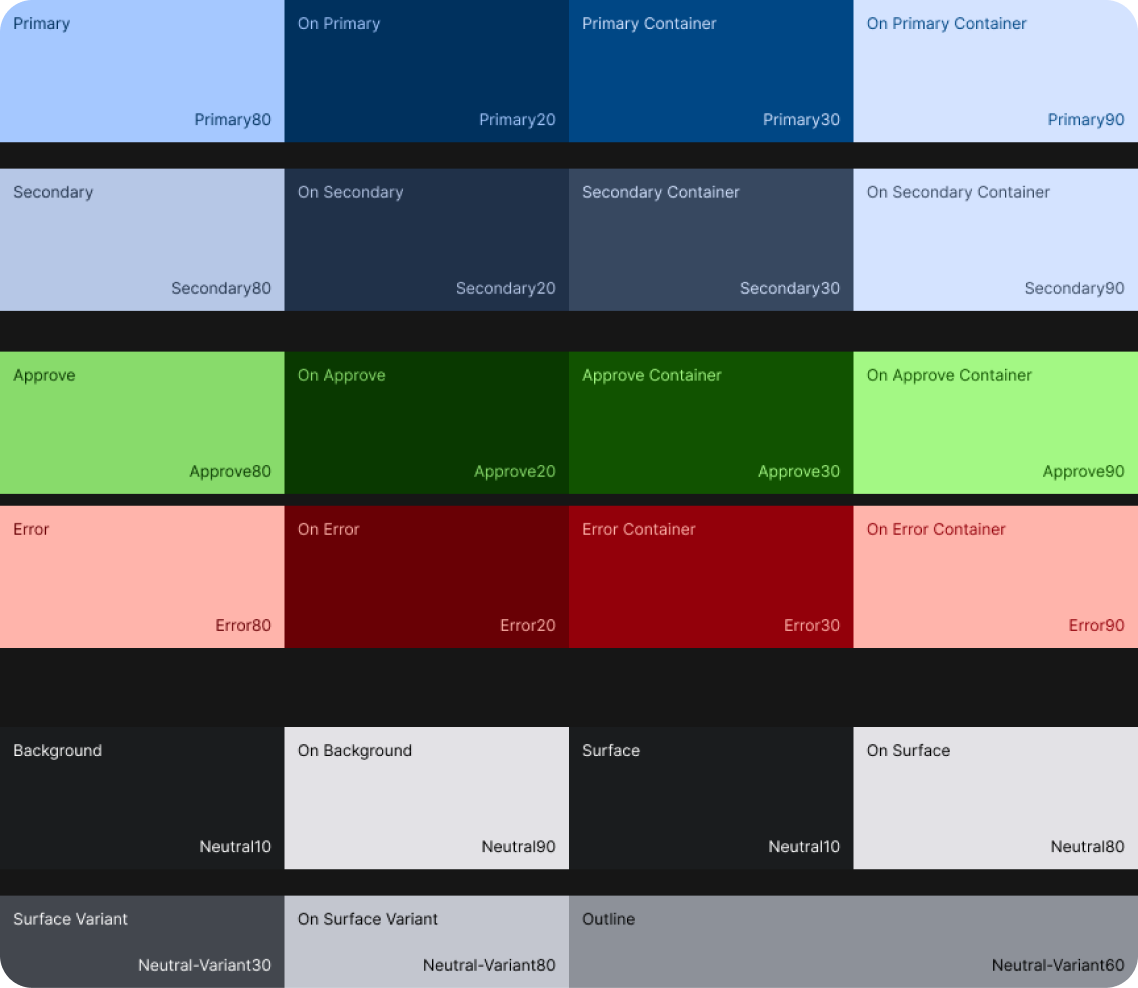 Primary
On Primary
Primary Container
On Primary Container
Primary80
Primary20
Primary30
Primary90
Secondary
On Secondary
Secondary Container
On Secondary Container
Secondary80
Secondary20
Secondary30
Secondary90
Approve
On Approve
Approve Container
On Approve Container
Approve80
Approve20
Approve30
Approve90
Error
On Error
Error Container
On Error Container
Error80
Error20
Error30
Error90
Background
On Background
Surface
On Surface
Neutral10
Neutral90
Neutral10
Neutral80
Surface Variant
On Surface Variant
Outline
Neutral-Variant30
Neutral-Variant80
Neutral-Variant60